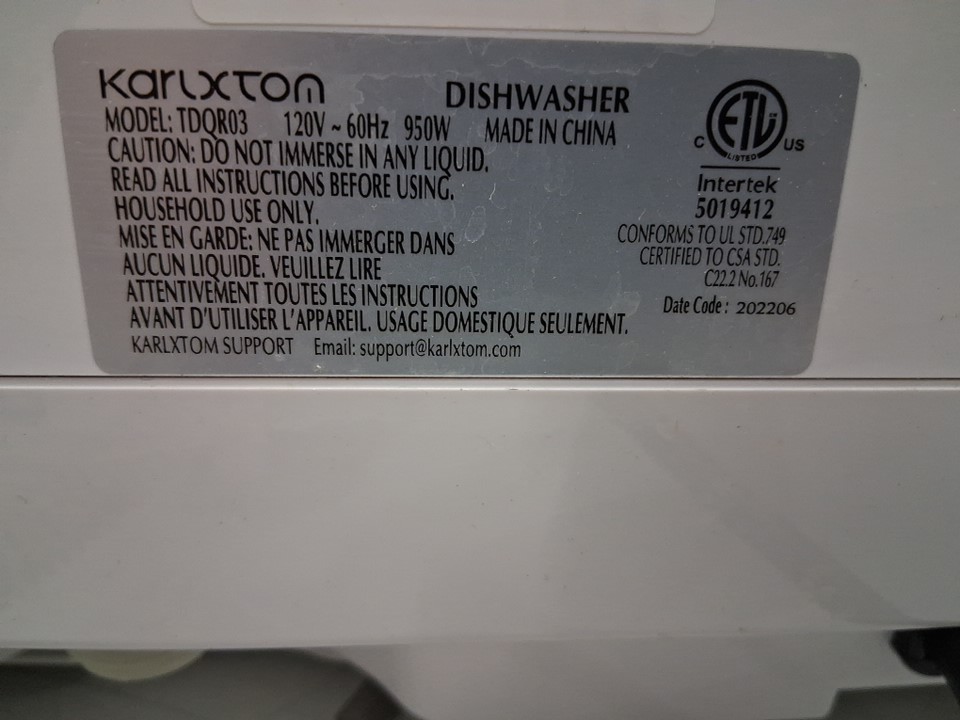 Karlxtom DISHWASHER
MODEL: TDQR03 120V ~ 60Hz 950W MADE IN CHINA
CAUTION: DO NOT IMMERSE IN ANY LIQUID.
READ ALL INSTRUCTIONS BEFORE USING.
HOUSEHOLD USE ONLY.
MISE EN GARDE: NE PAS IMMERGER DANS
AUCUN LIQUIDE. VEUILLEZ LIRE
ATTENTIVEMENT TOUTES LES INSTRUCTIONS
AVANT D'UTILISER L'APPAREIL. USAGE DOMESTIQUE SEULEMENT.
KARLXTOM SUPPORT Email: support@karlxtom.com
C ETL US
LISTED
Intertek
5019412
CONFORMS TO UL STD.749
CERTIFIED TO CSA STD.
C22.2 No.167
Date Code: 202206